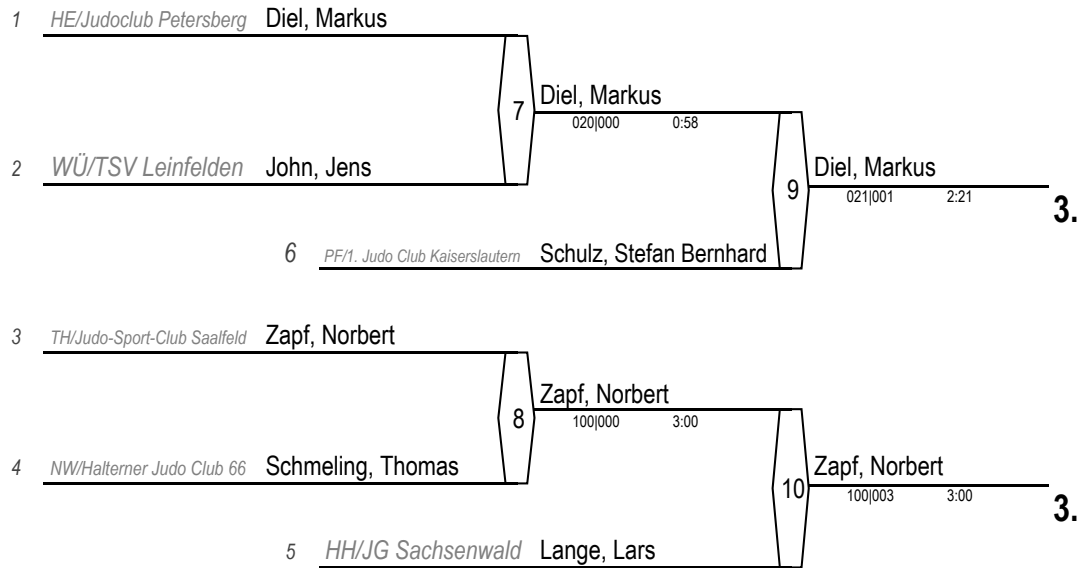 1 HE/Judoclub Petersberg Diel, Markus
7 Diel, Markus
020|000 0:58
2 WÜ/TSV Leinfelden John, Jens
9 Diel, Markus
021|001 2:21
3.
6 PF/1. Judo Club Kaiserslautern Schulz, Stefan Bernhard
3 TH/Judo-Sport-Club Saalfeld Zapf, Norbert
8 Zapf, Norbert
100|000 3:00
4 NW/Halterner Judo Club 66 Schmeling, Thomas
10 Zapf, Norbert
100|003 3:00
3.
5 HH/JG Sachsenwald Lange, Lars